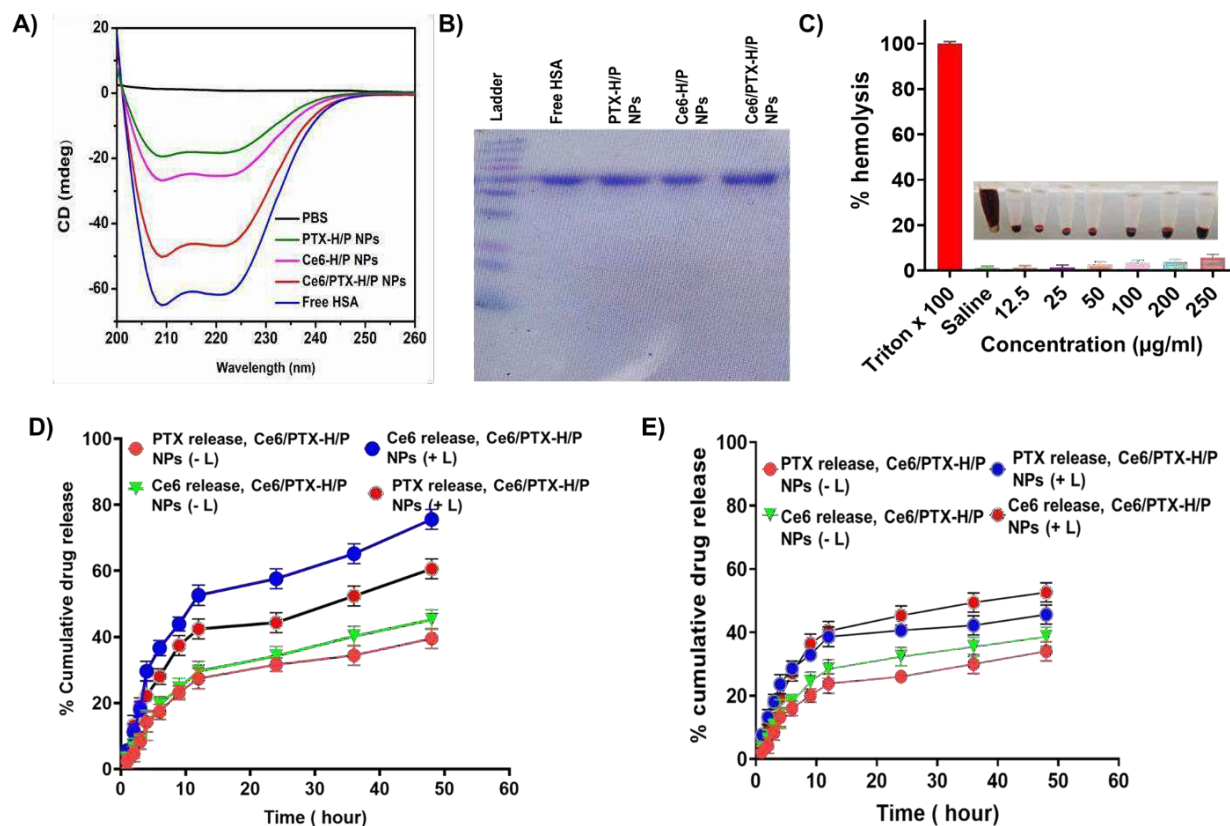 A)
20
0
-20
-40
-60
CD (mdeg)
PBS
PTX-H/P NPs
Ce6-H/P NPs
Ce6/PTX-H/P NPs
Free HSA
200 210 220 230 240 250 260
Wavelength (nm)
B)
Ladder
Free HSA
PTX-H/P
NPs
Ce6-H/P
NPs
Ce6/PTX-H/P
NPs
C)
100
80
60
40
20
0
% hemolysis
Triton x 100
Saline
12.5
25
50
100
200
250
Concentration (µg/ml)
D)
PTX release, Ce6/PTX-H/P
NPs (- L)
Ce6 release, Ce6/PTX-H/P
NPs (+ L)
Ce6 release, Ce6/PTX-H/P
NPs (- L)
PTX release, Ce6/PTX-H/P
NPs (+ L)
100
80
60
40
20
0
% Cumulative drug release
0 10 20 30 40 50 60
Time ( hour)
E)
PTX release, Ce6/PTX-H/P
NPs (- L)
PTX release, Ce6/PTX-H/P
NPs (+ L)
Ce6 release, Ce6/PTX-H/P
NPs (- L)
Ce6 release, Ce6/PTX-H/P
NPs (+ L)
100
80
60
40
20
0
% cumulative drug release
0 10 20 30 40 50 60
Time ( hour)